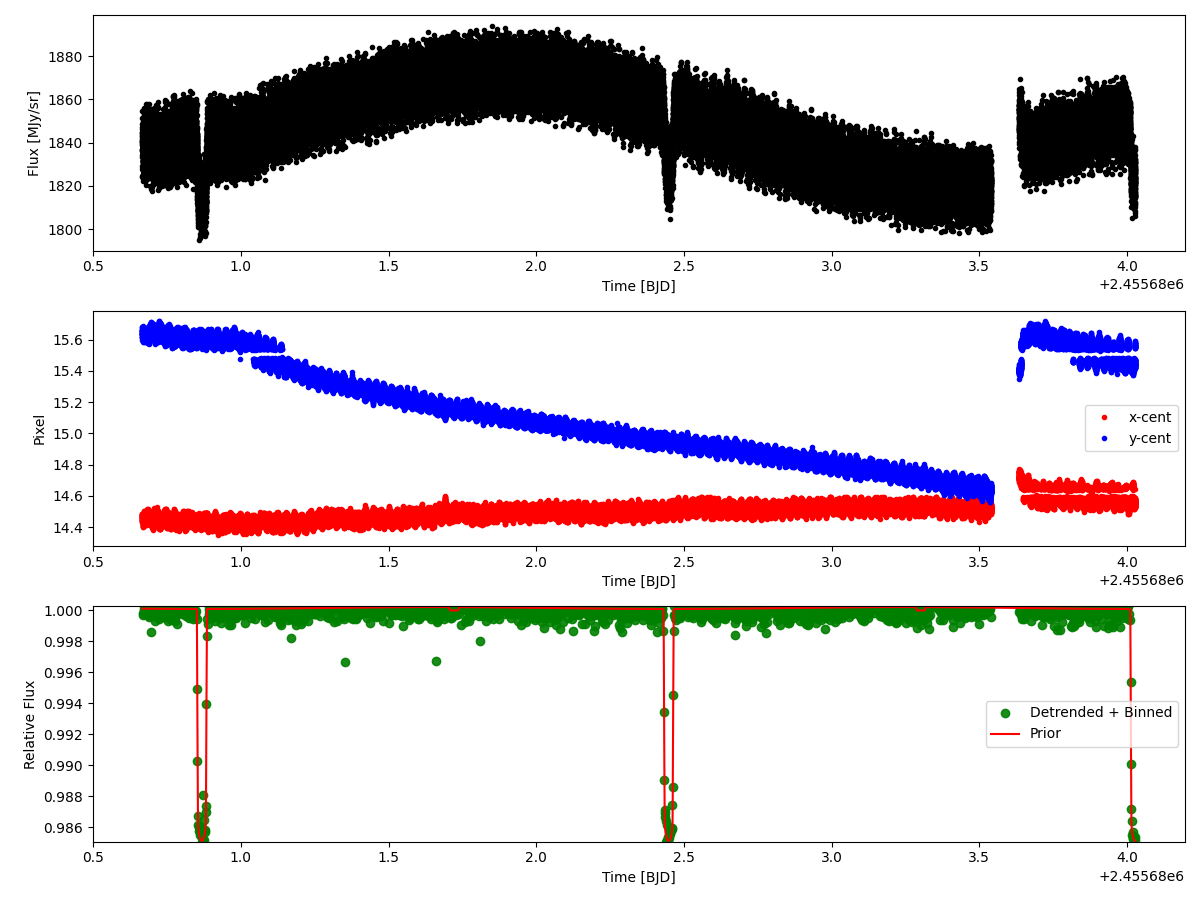 1880
1860
1840
1820
1800
Flux [MJy/sr]
0.5 1.0 1.5 2.0 2.5 3.0 3.5 4.0
Time [BJD]
+2.45568e6
15.6
15.4
15.2
15.0
14.8
14.6
14.4
Pixel
x-cent
y-cent
0.5 1.0 1.5 2.0 2.5 3.0 3.5 4.0
Time [BJD]
+2.45568e6
1.000
0.998
0.996
0.994
0.992
0.990
0.988
0.986
Relative Flux
Detrended + Binned
Prior
0.5 1.0 1.5 2.0 2.5 3.0 3.5 4.0
Time [BJD]
+2.45568e6